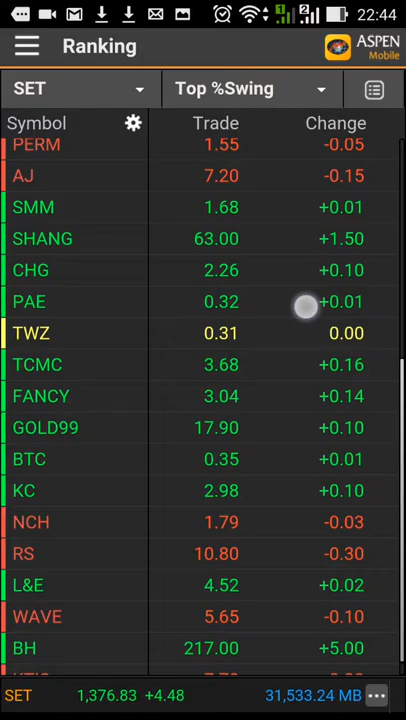 22:44
Ranking
ASPEN
Mobile
SET
Top %Swing
Symbol Trade Change
PERM 1.55 -0.05
AJ 7.20 -0.15
SMM 1.68 +0.01
SHANG 63.00 +1.50
CHG 2.26 +0.10
PAE 0.32 +0.01
TWZ 0.31 0.00
TCMC 3.68 +0.16
FANCY 3.04 +0.14
GOLD99 17.90 +0.10
BTC 0.35 +0.01
KC 2.98 +0.10
NCH 1.79 -0.03
RS 10.80 -0.30
L&E 4.52 +0.02
WAVE 5.65 -0.10
BH 217.00 +5.00
SET 1,376.83 +4.48 31,533.24 MB